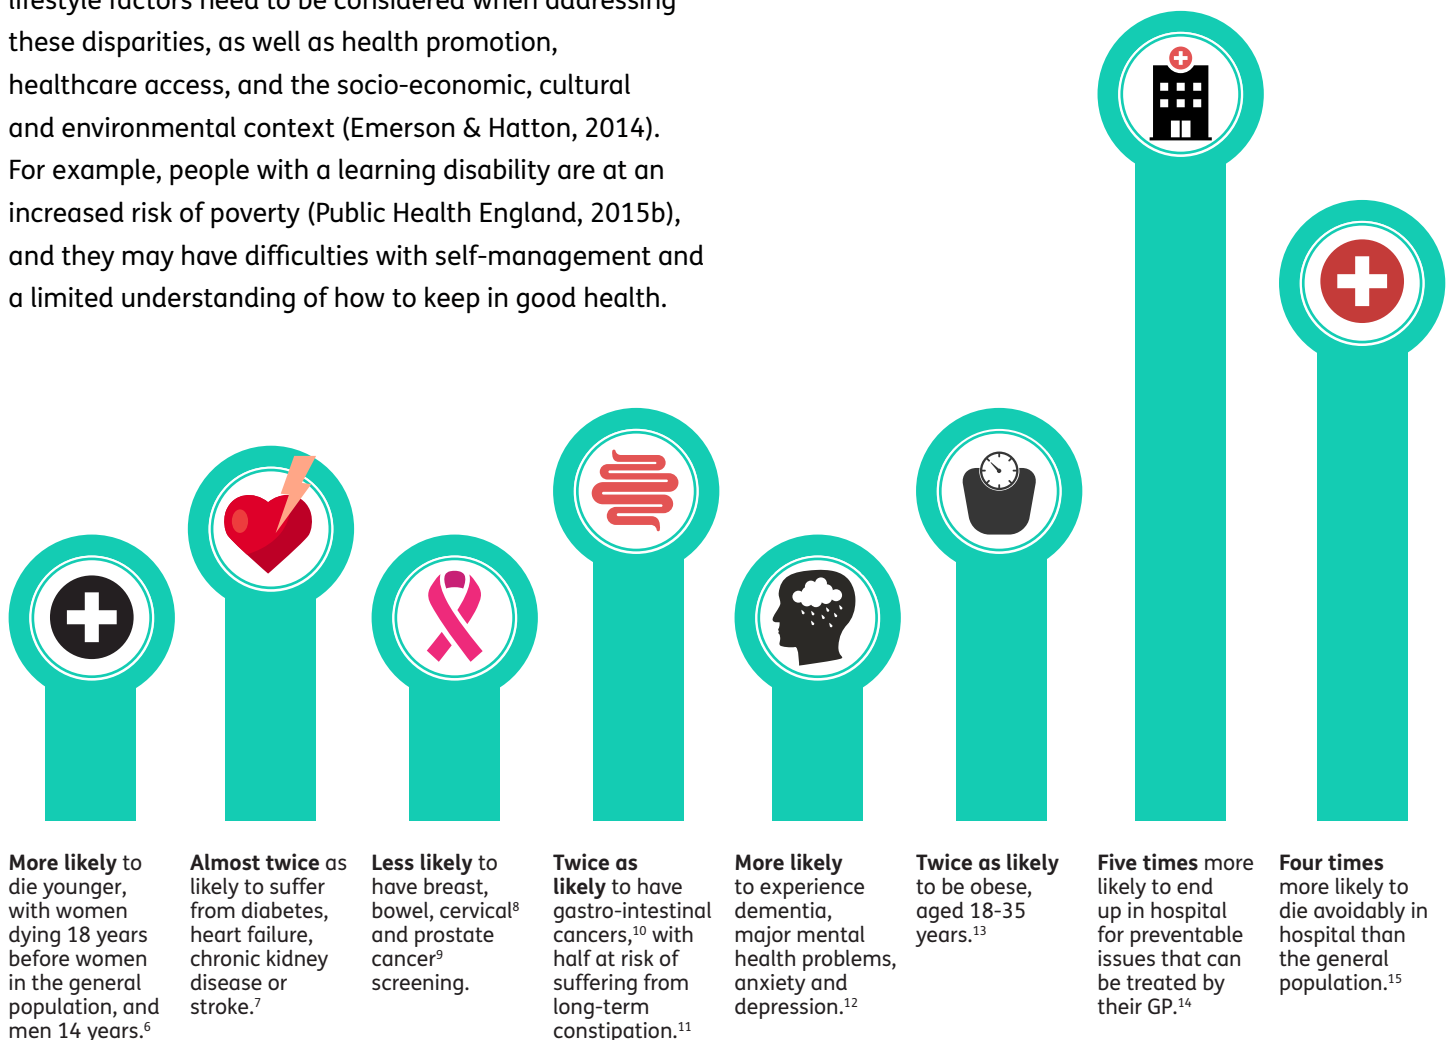 lifestyle factors need to be considered when addressing
these disparities, as well as health promotion,
healthcare access, and the socio-economic, cultural
and environmental context (Emerson & Hatton, 2014).
For example, people with a learning disability are at an
increased risk of poverty (Public Health England, 2015b),
and they may have difficulties with self-management and
a limited understanding of how to keep in good health.
More likely to
die younger,
with women
dying 18 years
before women
in the general
population, and
men 14 years.⁶
Almost twice as
likely to suffer
from diabetes,
heart failure,
chronic kidney
disease or
stroke.⁷
Less likely to
have breast,
bowel, cervical⁸
and prostate
cancer⁹
screening.
Twice as
likely to have
gastro-intestinal
cancers,¹⁰ with
half at risk of
suffering from
long-term
constipation.¹¹
More likely
to experience
dementia,
major mental
health problems,
anxiety and
depression.¹²
Twice as likely
to be obese,
aged 18-35
years.¹³
Five times more
likely to end
up in hospital
for preventable
issues that can
be treated by
their GP.¹⁴
Four times
more likely to
die avoidably in
hospital than
the general
population.¹⁵